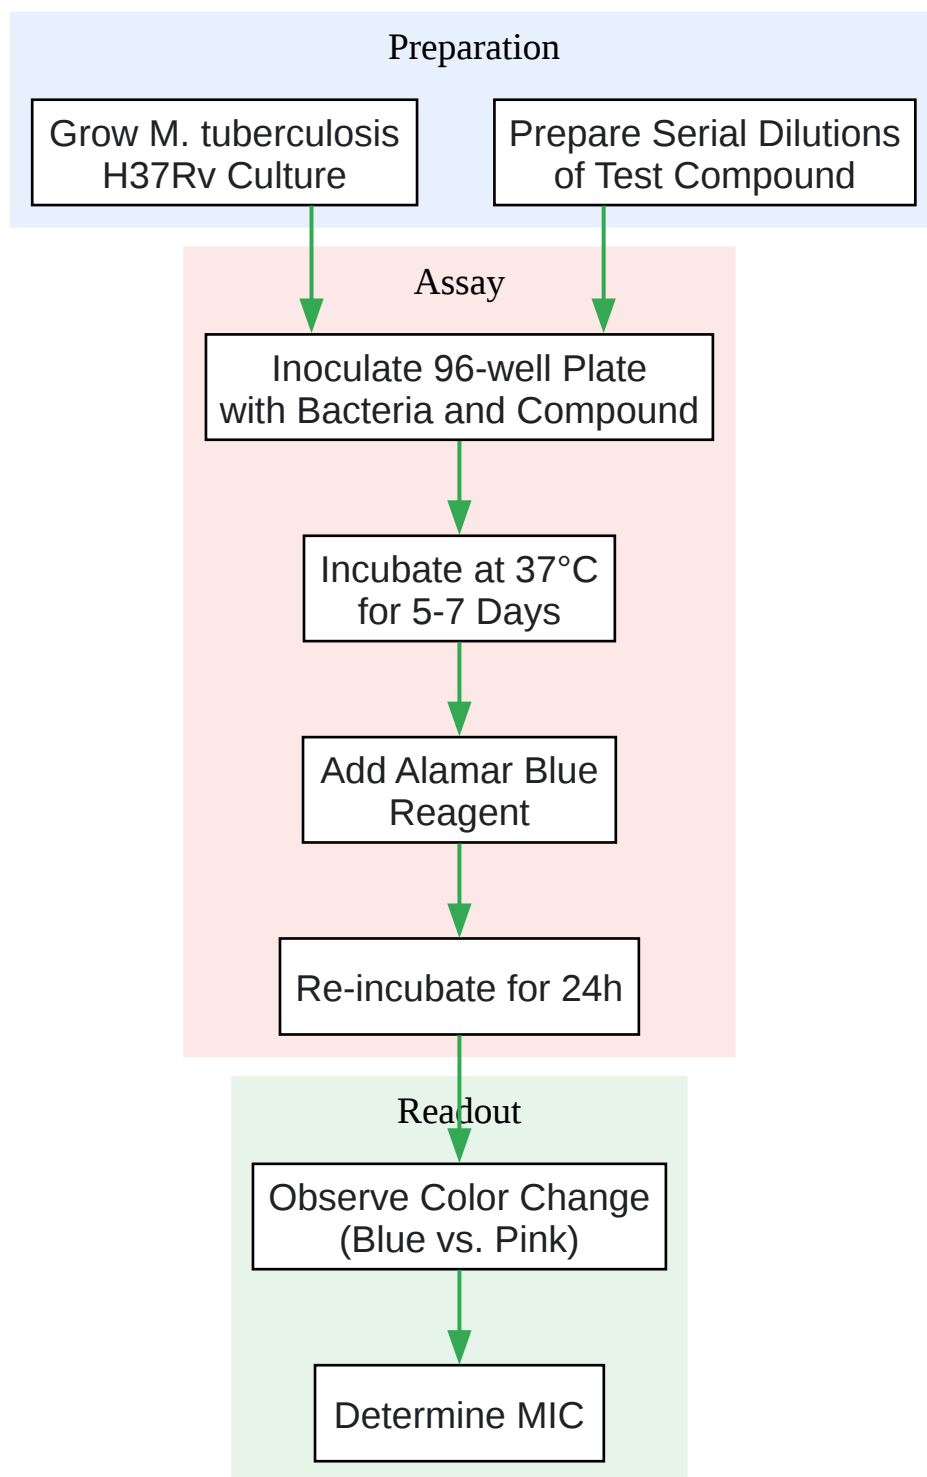 Preparation
Grow M. tuberculosis
H37Rv Culture
Prepare Serial Dilutions
of Test Compound
Assay
Inoculate 96-well Plate
with Bacteria and Compound
Incubate at 37°C
for 5-7 Days
Add Alamar Blue
Reagent
Re-incubate for 24h
Readout
Observe Color Change
(Blue vs. Pink)
Determine MIC